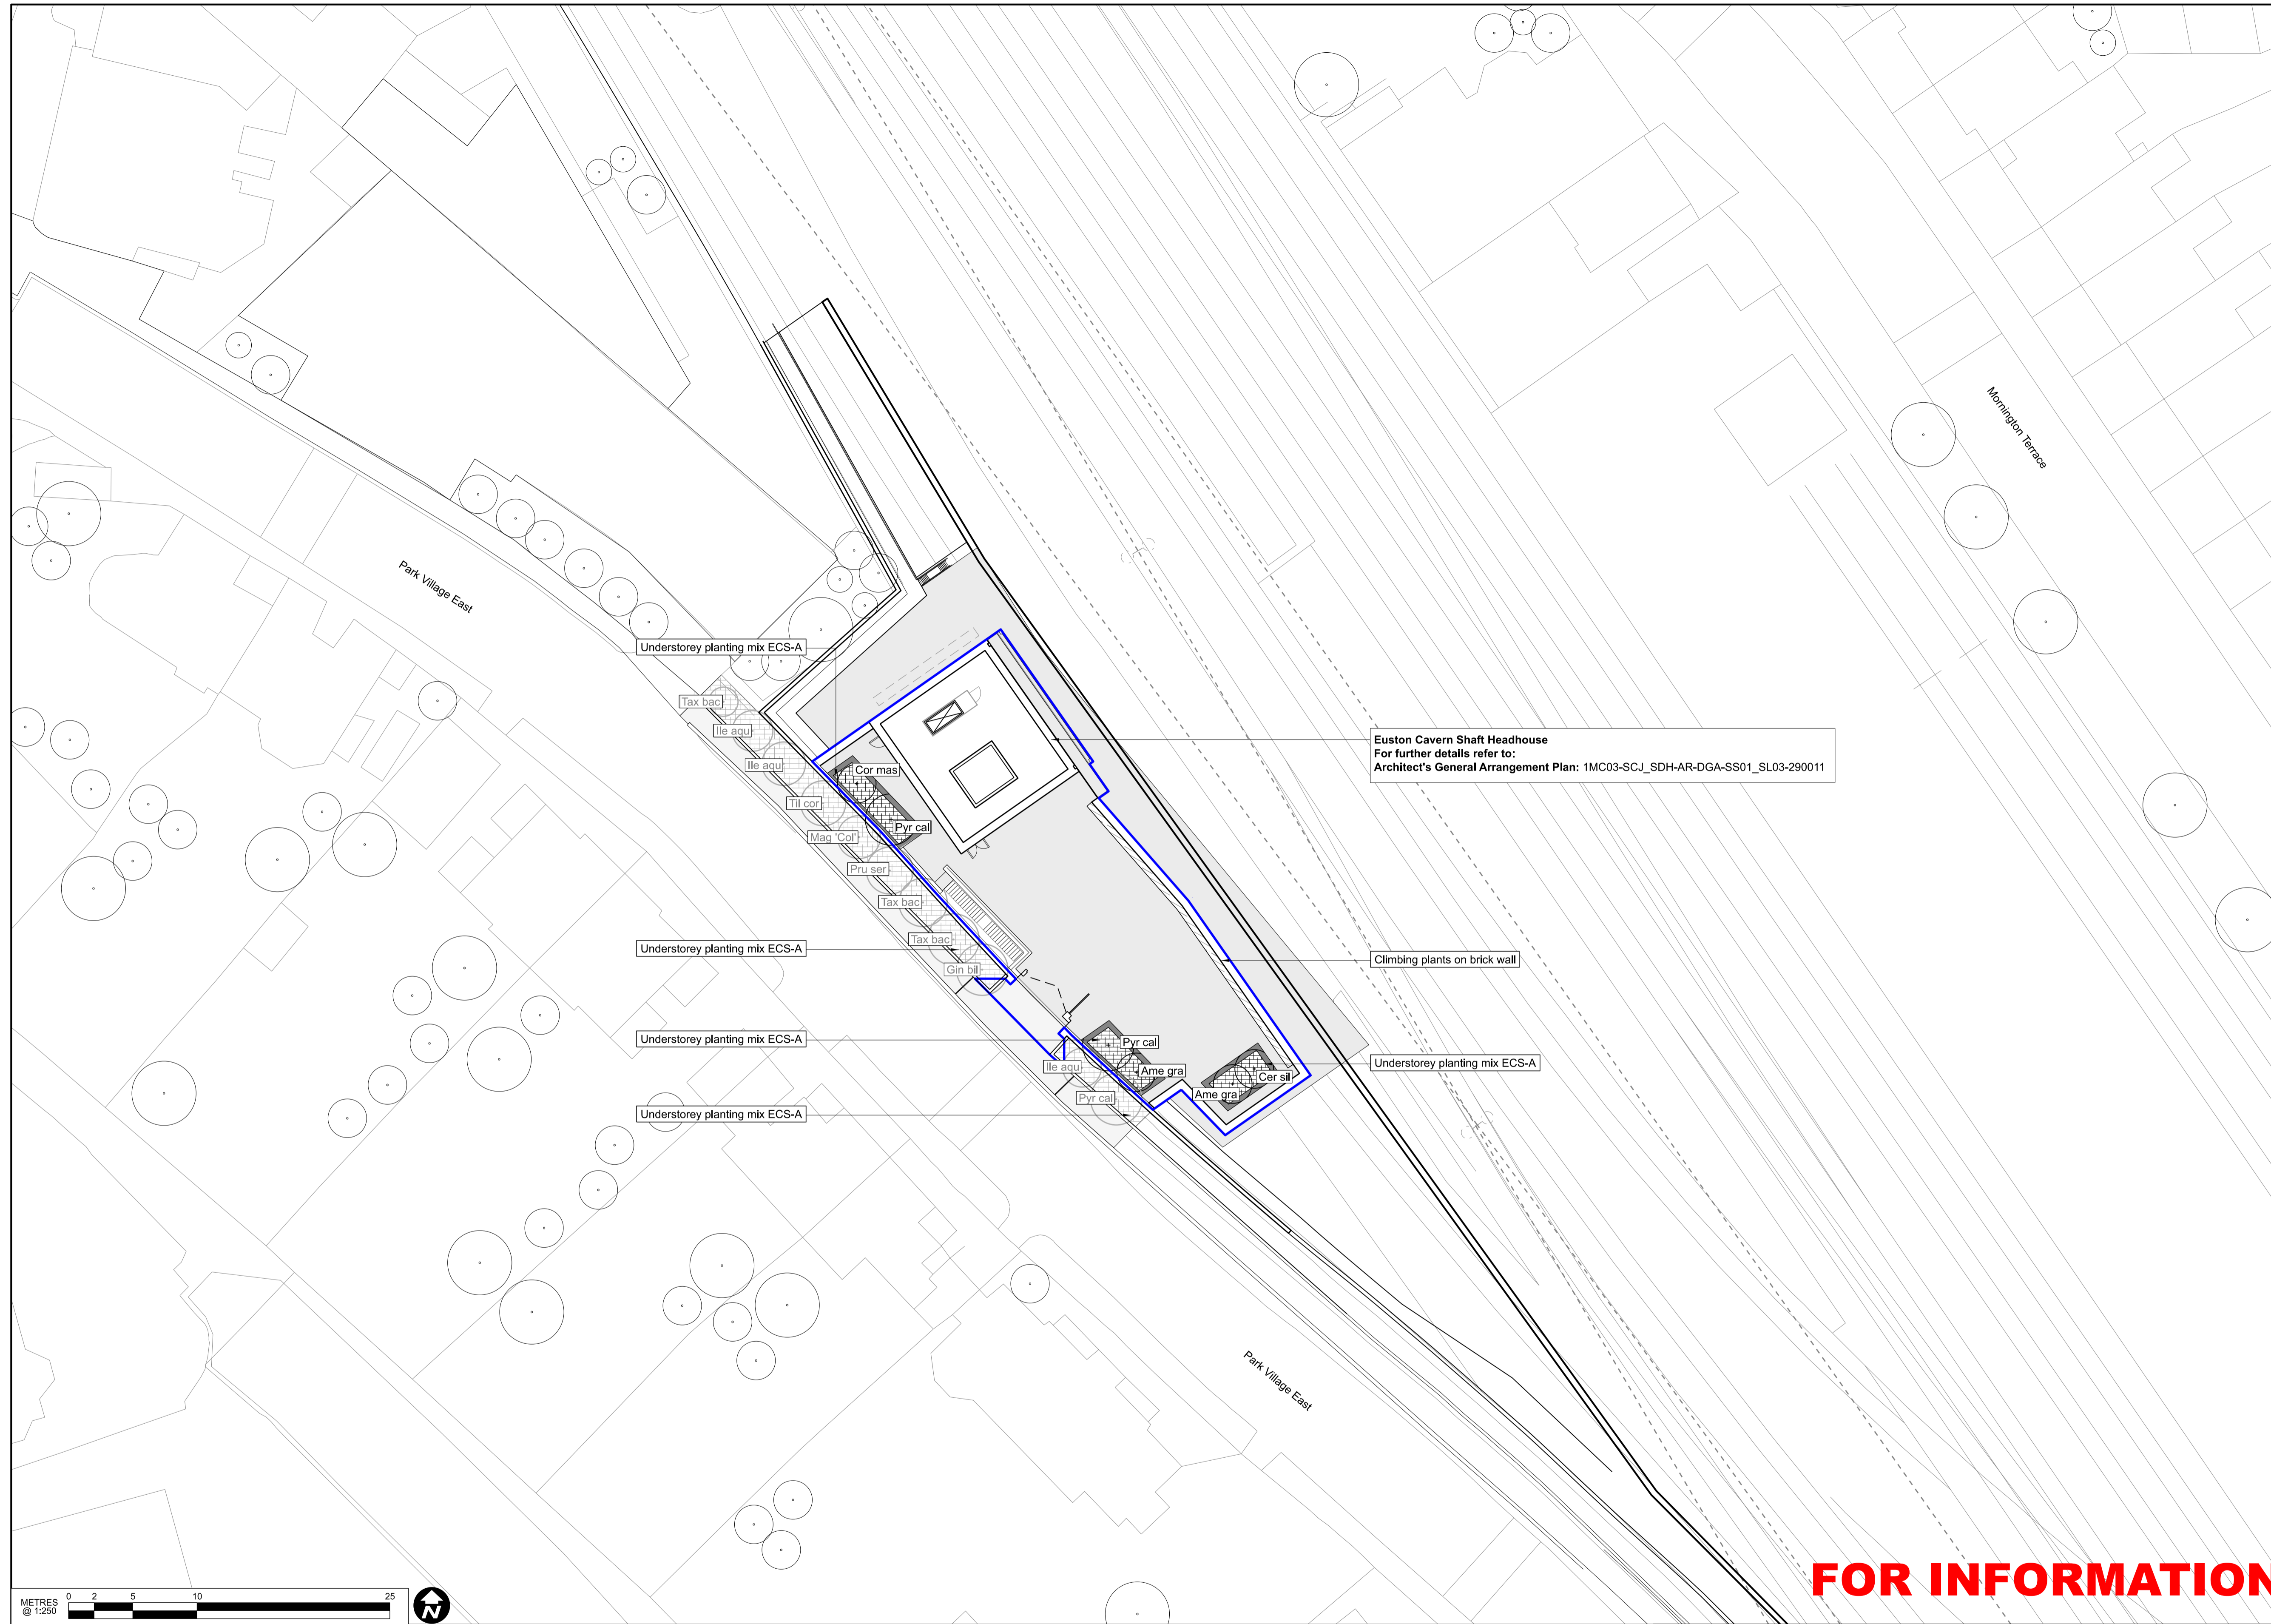 Mornington Terrace
Park Village East
Understorey planting mix ECS-A
Tax bac
Ile aqu
Ile aqu
Cor mas
Til cor
Pyr cal
Mag 'Col'
Pru ser
Tax bac
Tax bac
Gin bil
Euston Cavern Shaft Headhouse
For further details refer to:
Architect's General Arrangement Plan: 1MC03-SCJ_SDH-AR-DGA-SS01_SL03-290011
Understorey planting mix ECS-A
Climbing plants on brick wall
Understorey planting mix ECS-A
Pyr cal
Ile aqu
Ame gra
Cer sil
Understorey planting mix ECS-A
Pyr cal
Ame gra
Understorey planting mix ECS-A
Park Village East
METRES
@ 1:250
0 2 5 10 25
N
FOR INFORMATION